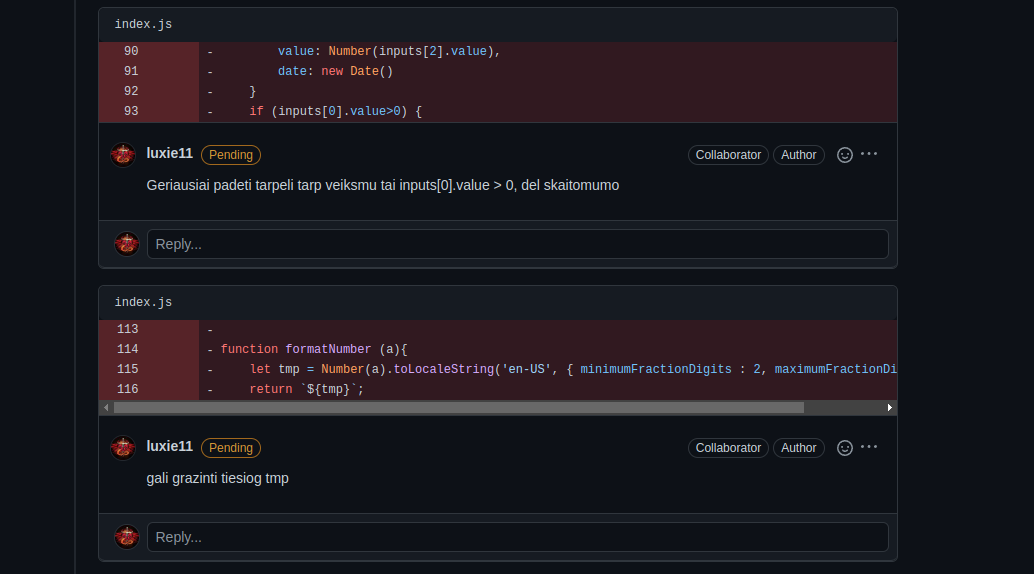 index.js
90 - value: Number(inputs[2].value),
91 - date: new Date()
92 - }
93 - if (inputs[0].value>0) {
luxie11 Pending Collaborator Author
Geriausiai padeti tarpeli tarp veiksmu tai inputs[0].value > 0, del skaitomumo
Reply...
index.js
113 -
114 - function formatNumber (a){
115 - let tmp = Number(a).toLocaleString('en-US', { minimumFractionDigits : 2, maximumFractionDi
116 - return `${tmp}`;
luxie11 Pending Collaborator Author
gali grazinti tiesiog tmp
Reply...